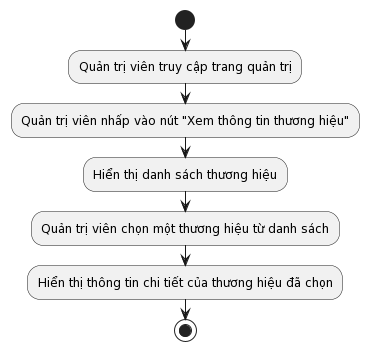 Quản trị viên truy cập trang quản trị
Quản trị viên nhấp vào nút "Xem thông tin thương hiệu"
Hiển thị danh sách thương hiệu
Quản trị viên chọn một thương hiệu từ danh sách
Hiển thị thông tin chi tiết của thương hiệu đã chọn